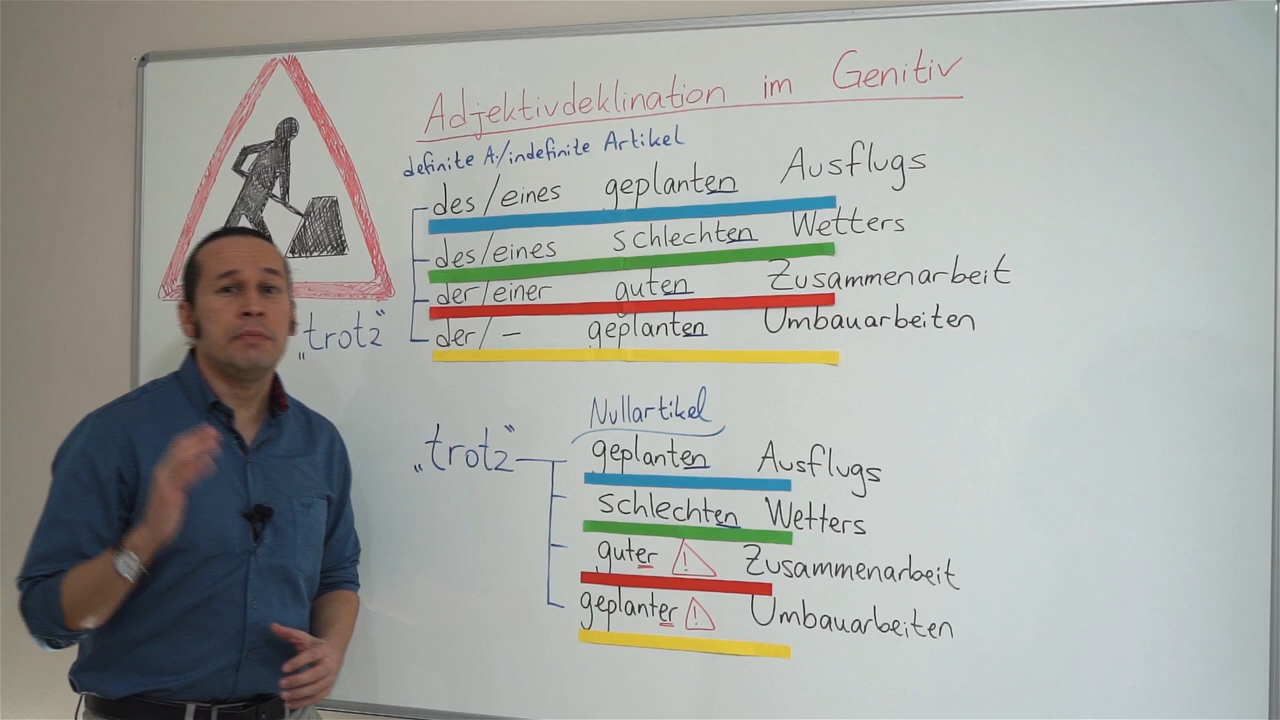 Adjektivdeklination im Genitiv
definite A./indefinite Artikel
des/eines geplanten Ausflugs
des/eines schlechten Wetters
der/einer guten Zusammenarbeit
der/– geplanten Umbauarbeiten
„trotz“
Nullartikel
„trotz“
geplanten Ausflugs
schlechten Wetters
guter ! Zusammenarbeit
geplanter ! Umbauarbeiten